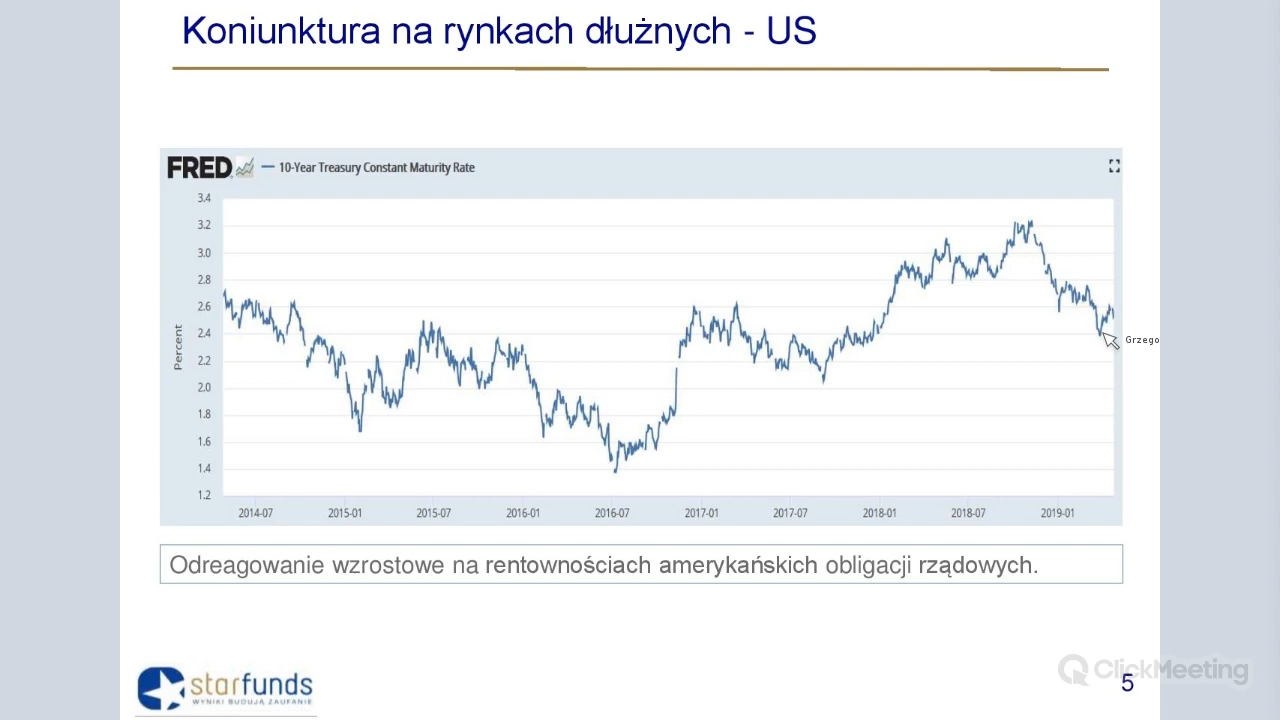 Koniunktura na rynkach dłużnych - US
FRED 10-Year Treasury Constant Maturity Rate
3.4
3.2
3.0
2.8
2.6
2.4
2.2
2.0
1.8
1.6
1.4
1.2
Percent
Grzego
2014-07 2015-01 2015-07 2016-01 2016-07 2017-01 2017-07 2018-01 2018-07 2019-01
Odreagowanie wzrostowe na rentownościach amerykańskich obligacji rządowych.
starfunds
WYNIKI BUDUJĄ ZAUFANIE
ClickMeeting
5